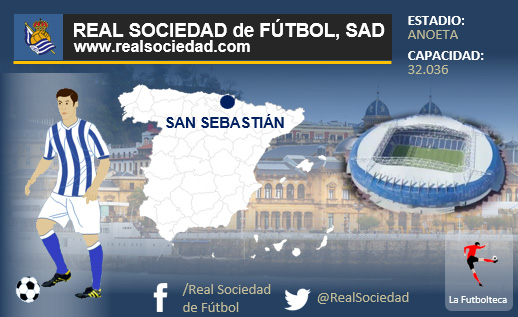 REAL SOCIEDAD de FÚTBOL, SAD
www.realsociedad.com
ESTADIO:
ANOETA
CAPACIDAD:
32.036
SAN SEBASTIÁN
/Real Sociedad
de Fútbol
@RealSociedad
La Futbolteca